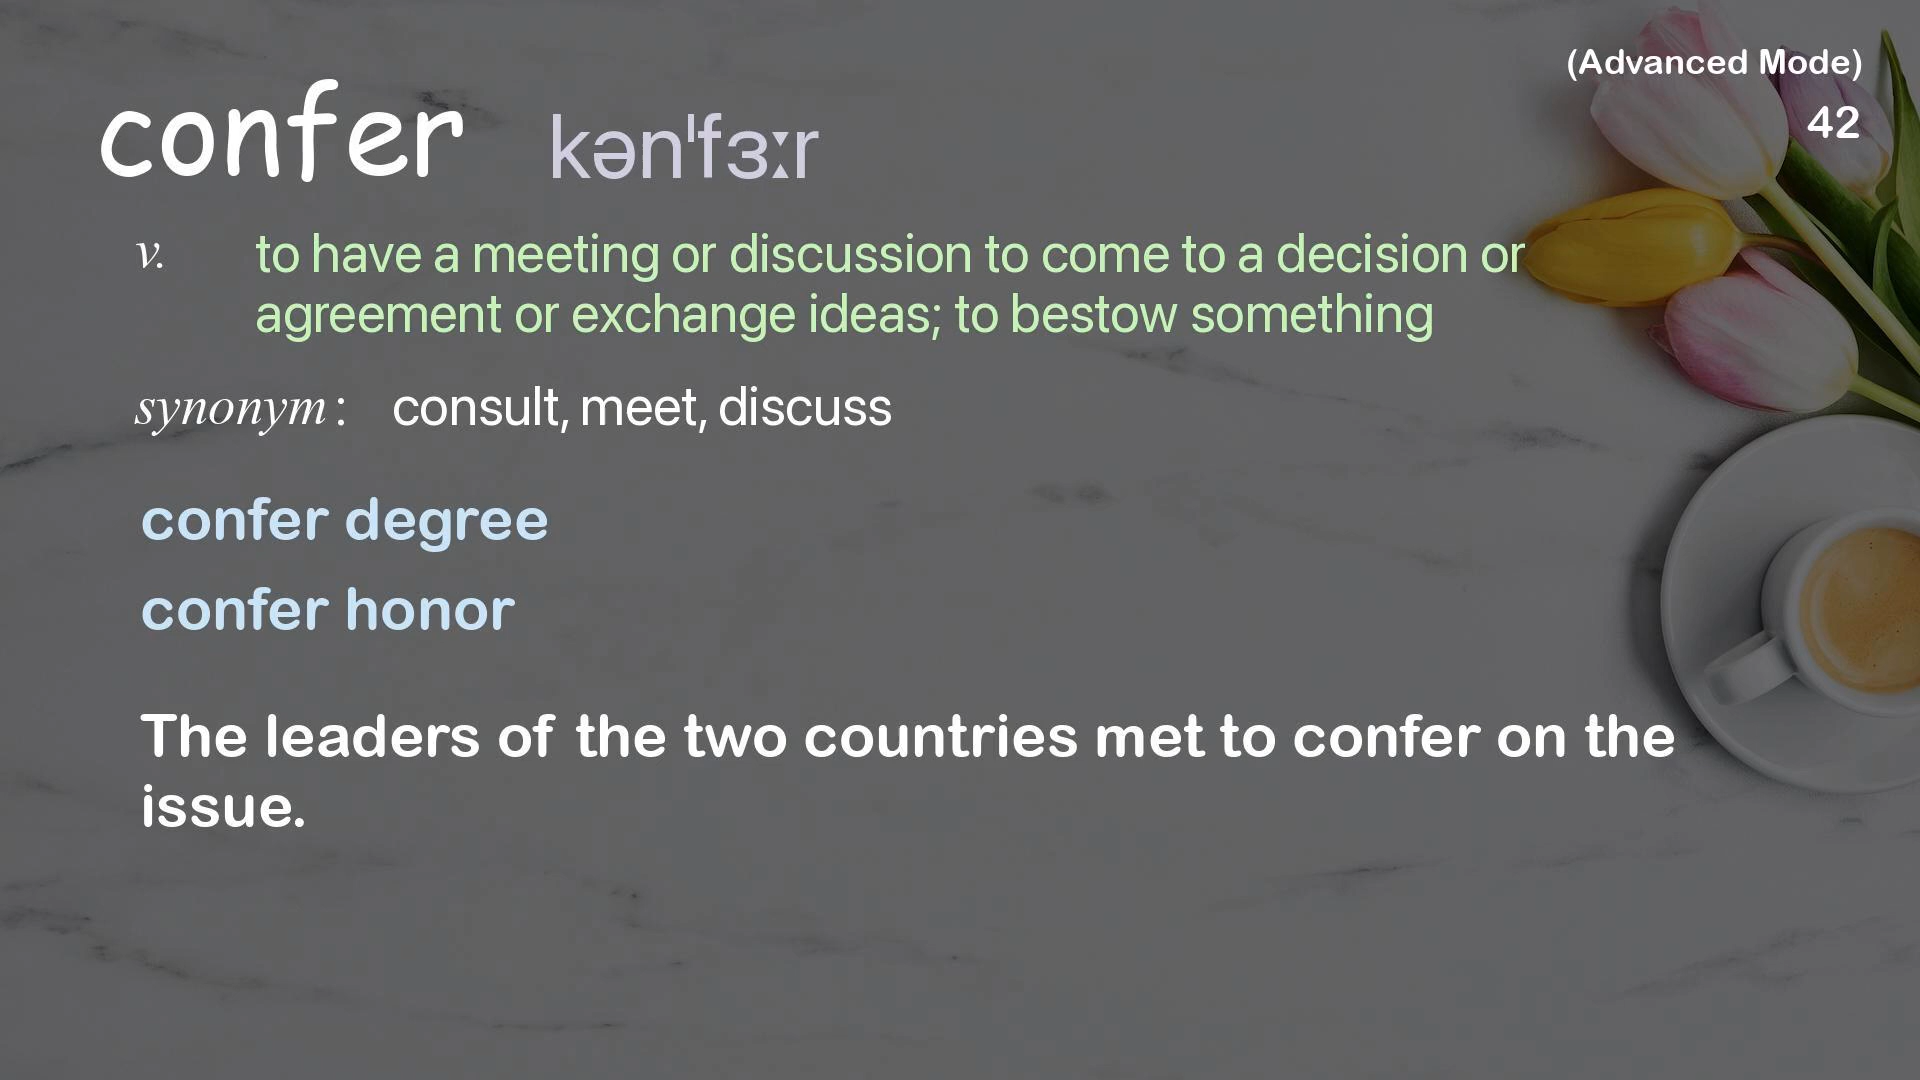 (Advanced Mode)
42
confer kən'fɜːr
v. to have a meeting or discussion to come to a decision or
agreement or exchange ideas; to bestow something
synonym: consult, meet, discuss
confer degree
confer honor
The leaders of the two countries met to confer on the
issue.